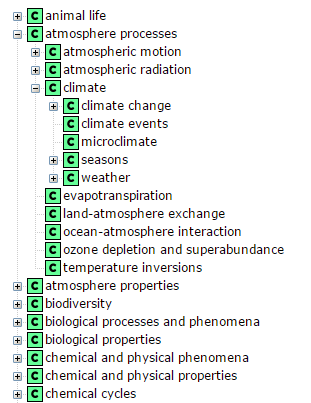 C animal life
C atmosphere processes
C atmospheric motion
C atmospheric radiation
C climate
C climate change
C climate events
C microclimate
C seasons
C weather
C evapotranspiration
C land-atmosphere exchange
C ocean-atmosphere interaction
C ozone depletion and superabundance
C temperature inversions
C atmosphere properties
C biodiversity
C biological processes and phenomena
C biological properties
C chemical and physical phenomena
C chemical and physical properties
C chemical cycles